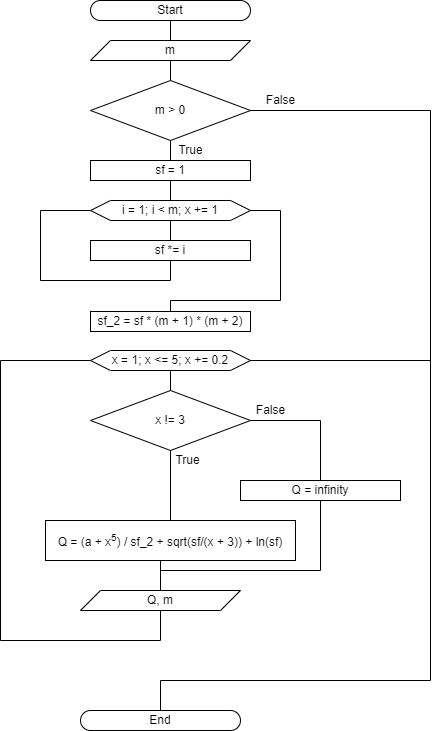 Start
m
m > 0
False
True
sf = 1
i = 1; i < m; x += 1
sf *= i
sf_2 = sf * (m + 1) * (m + 2)
x = 1; x <= 5; x += 0.2
x != 3
False
True
Q = infinity
Q = (a + x⁵) / sf_2 + sqrt(sf/(x + 3)) + ln(sf)
Q, m
End